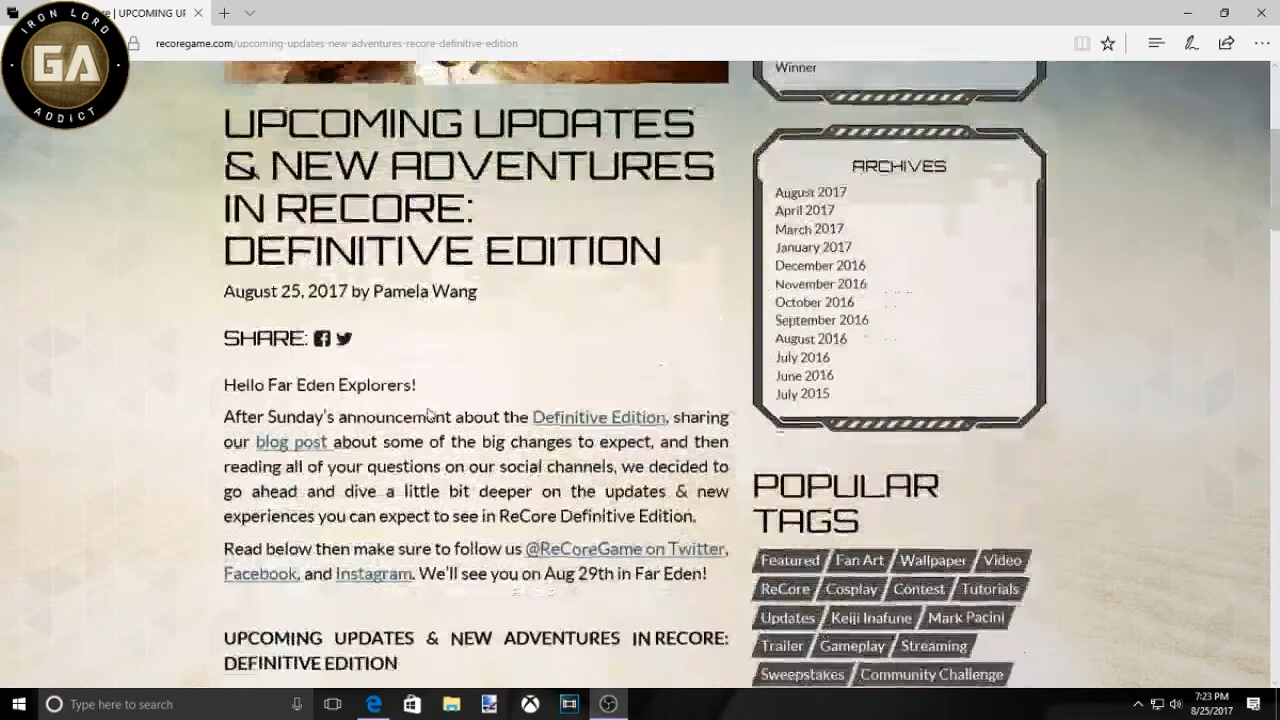 IRON LORD
GA
ADDICT
| UPCOMING UP
recoregame.com/upcoming-updates-new-adventures-recore-definitive-edition
UPCOMING UPDATES
& NEW ADVENTURES
IN RECORE:
DEFINITIVE EDITION
August 25, 2017 by Pamela Wang
SHARE:
Hello Far Eden Explorers!
After Sunday's announcement about the Definitive Edition, sharing
our blog post about some of the big changes to expect, and then
reading all of your questions on our social channels, we decided to
go ahead and dive a little bit deeper on the updates & new
experiences you can expect to see in ReCore Definitive Edition.
Read below then make sure to follow us @ReCoreGame on Twitter,
Facebook, and Instagram. We'll see you on Aug 29th in Far Eden!
UPCOMING UPDATES & NEW ADVENTURES IN RECORE:
DEFINITIVE EDITION
Winner
ARCHIVES
August 2017
April 2017
March 2017
January 2017
December 2016
November 2016
October 2016
September 2016
August 2016
July 2016
June 2016
July 2015
POPULAR
TAGS
Featured Fan Art Wallpaper Video
ReCore Cosplay Contest Tutorials
Updates Keiji Inafune Mark Pacini
Trailer Gameplay Streaming
Sweepstakes Community Challenge
Type here to search
7:23 PM
8/25/2017